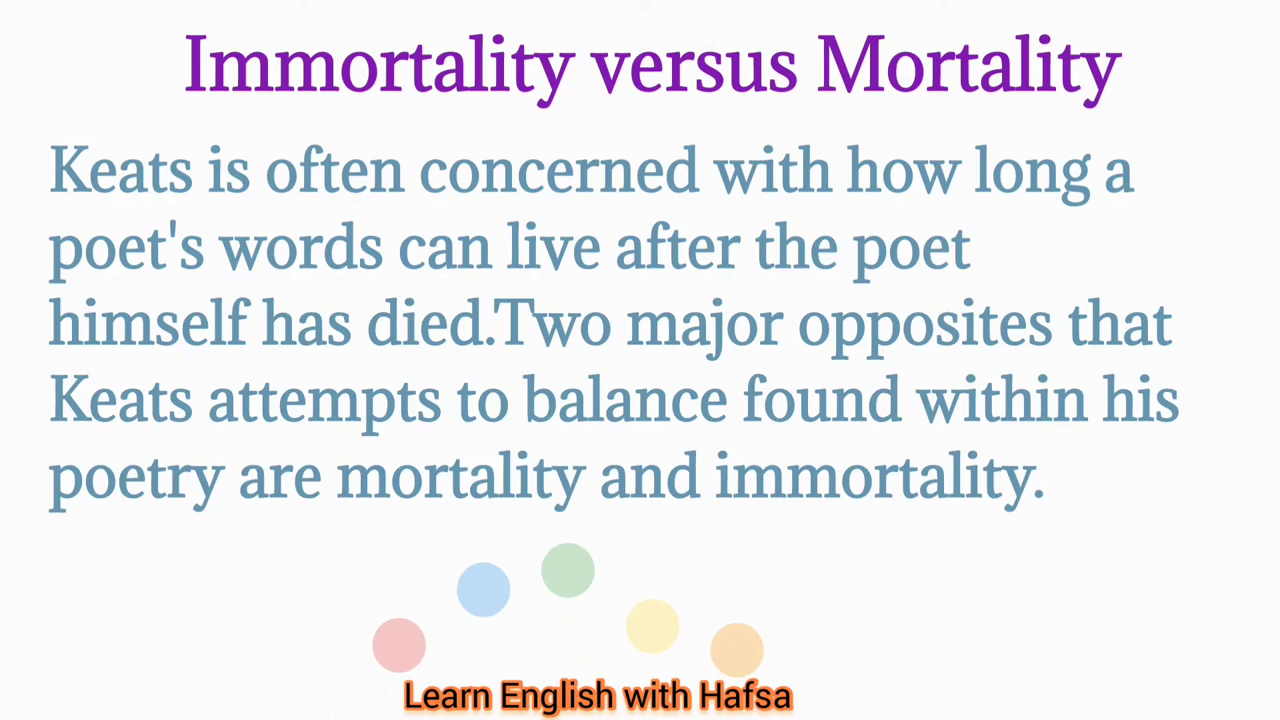 Immortality versus Mortality
Keats is often concerned with how long a
poet's words can live after the poet
himself has died.Two major opposites that
Keats attempts to balance found within his
poetry are mortality and immortality.
Learn English with Hafsa